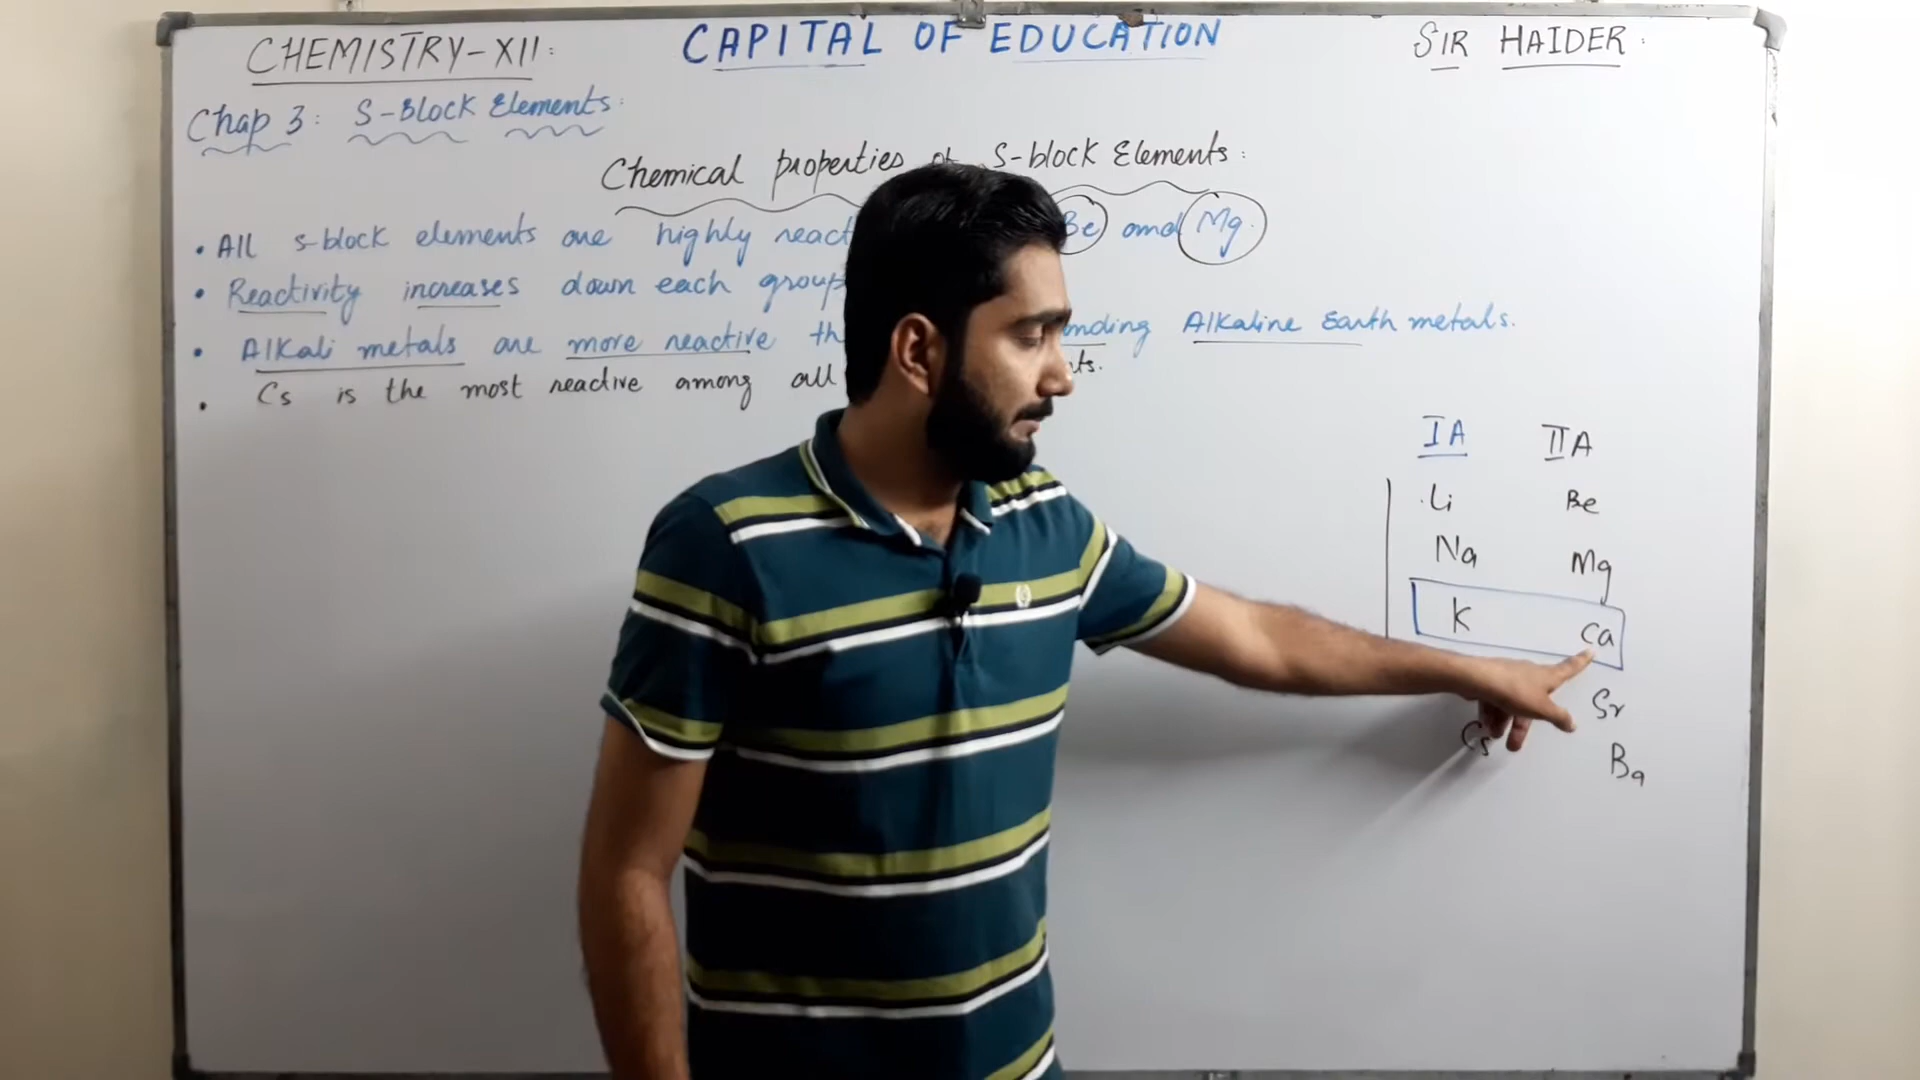 CHEMISTRY-XII:
CAPITAL OF EDUCATION
SIR HAIDER:
Chap 3: S-Block Elements:
Chemical properties S-block Elements:
• All s-block elements are highly Be and Mg.
• Reactivity increases down each group
• Alkali metals are more reactive Alkaline Earth metals.
• Cs is the most reactive among all
IA IIA
Li Be
Na Mg
K Ca
Sr
Cs Ba